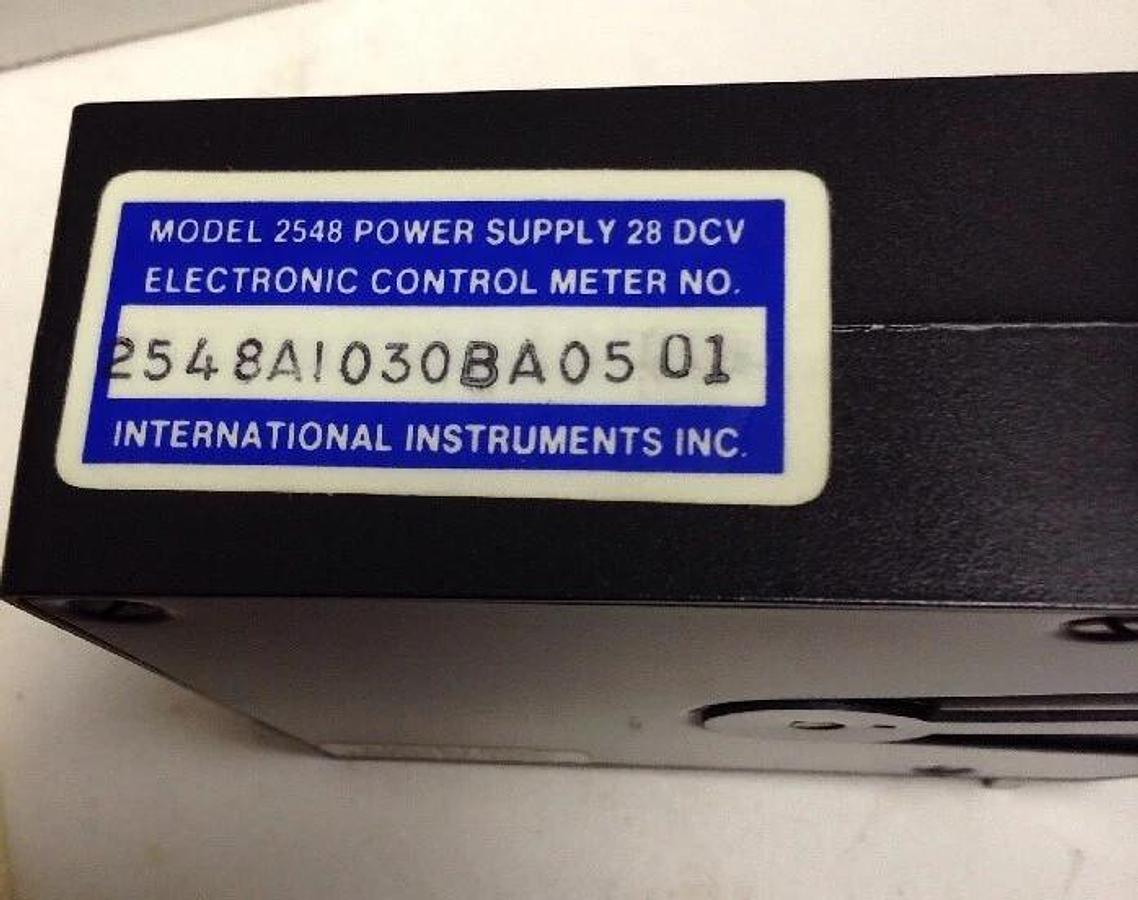 MODEL 2548 POWER SUPPLY 28 DCV
ELECTRONIC CONTROL METER NO.
2548A1030BA05 01
INTERNATIONAL INSTRUMENTS INC.